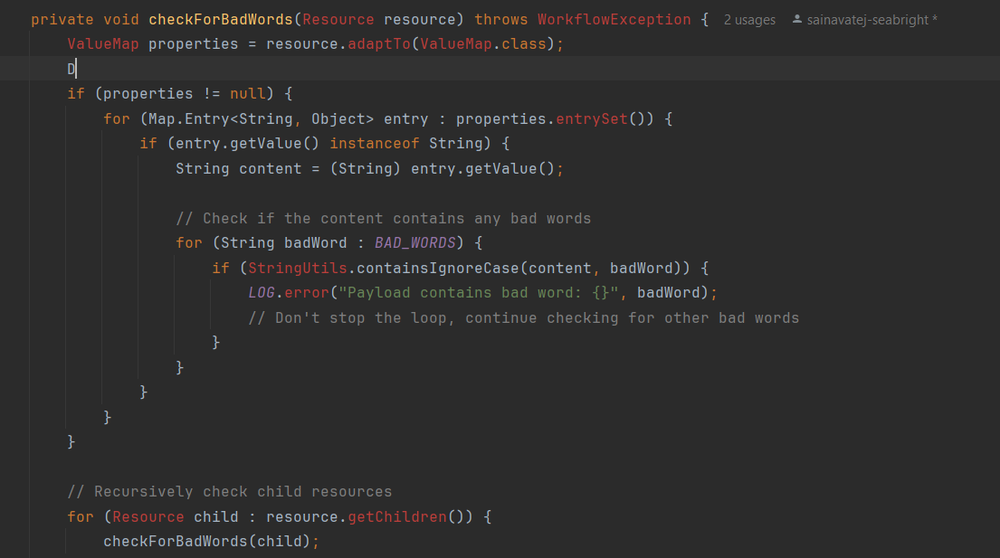 private void checkForBadWords(Resource resource) throws WorkflowException { 2 usages sainavatej-seabright *
ValueMap properties = resource.adaptTo(ValueMap.class);
D
if (properties != null) {
for (Map.Entry<String, Object> entry : properties.entrySet()) {
if (entry.getValue() instanceof String) {
String content = (String) entry.getValue();
// Check if the content contains any bad words
for (String badWord : BAD_WORDS) {
if (StringUtils.containsIgnoreCase(content, badWord)) {
LOG.error("Payload contains bad word: {}", badWord);
// Don't stop the loop, continue checking for other bad words
}
}
}
}
}
// Recursively check child resources
for (Resource child : resource.getChildren()) {
checkForBadWords(child);